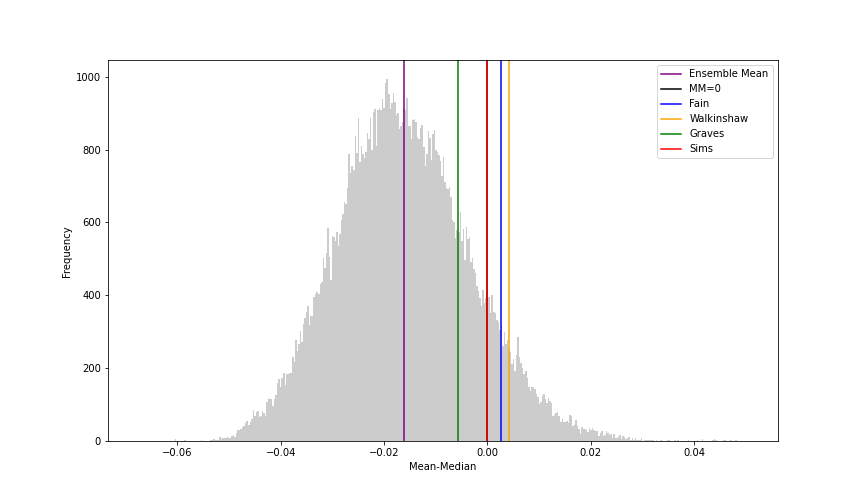 1000
800
600
400
200
0
Frequency
−0.06 −0.04 −0.02 0.00 0.02 0.04
Mean-Median
Ensemble Mean
MM=0
Fain
Walkinshaw
Graves
Sims